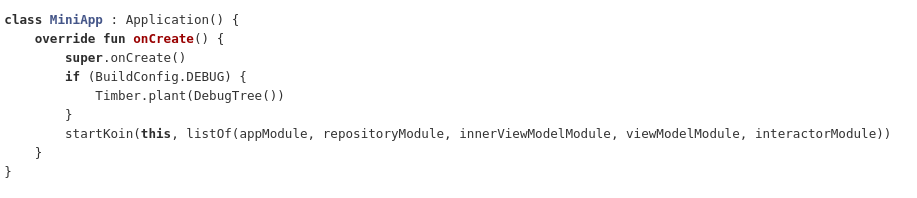 class MiniApp : Application() {
    override fun onCreate() {
        super.onCreate()
        if (BuildConfig.DEBUG) {
            Timber.plant(DebugTree())
        }
        startKoin(this, listOf(appModule, repositoryModule, innerViewModelModule, viewModelModule, interactorModule))
    }
}